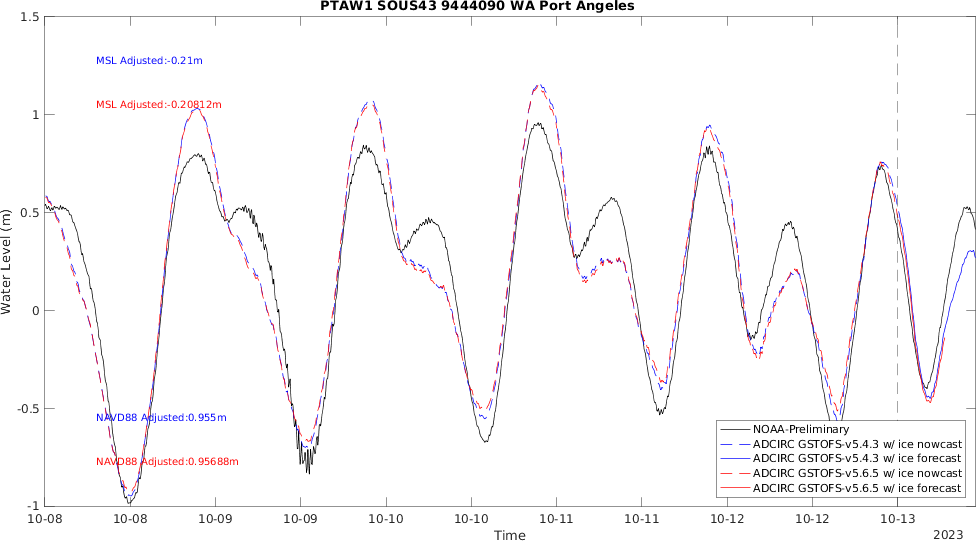 PTAW1 SOUS43 9444090 WA Port Angeles
1.5
MSL Adjusted:-0.21m
MSL Adjusted:-0.20812m
1
0.5
Water Level (m)
0
-0.5
NAVD88 Adjusted:0.955m
NAVD88 Adjusted:0.95688m
NOAA-Preliminary
ADCIRC GSTOFS-v5.4.3 w/ ice nowcast
ADCIRC GSTOFS-v5.4.3 w/ ice forecast
ADCIRC GSTOFS-v5.6.5 w/ ice nowcast
ADCIRC GSTOFS-v5.6.5 w/ ice forecast
-1
10-08 10-08 10-09 10-09 10-10 10-10 10-11 10-11 10-12 10-12 10-13
Time
2023